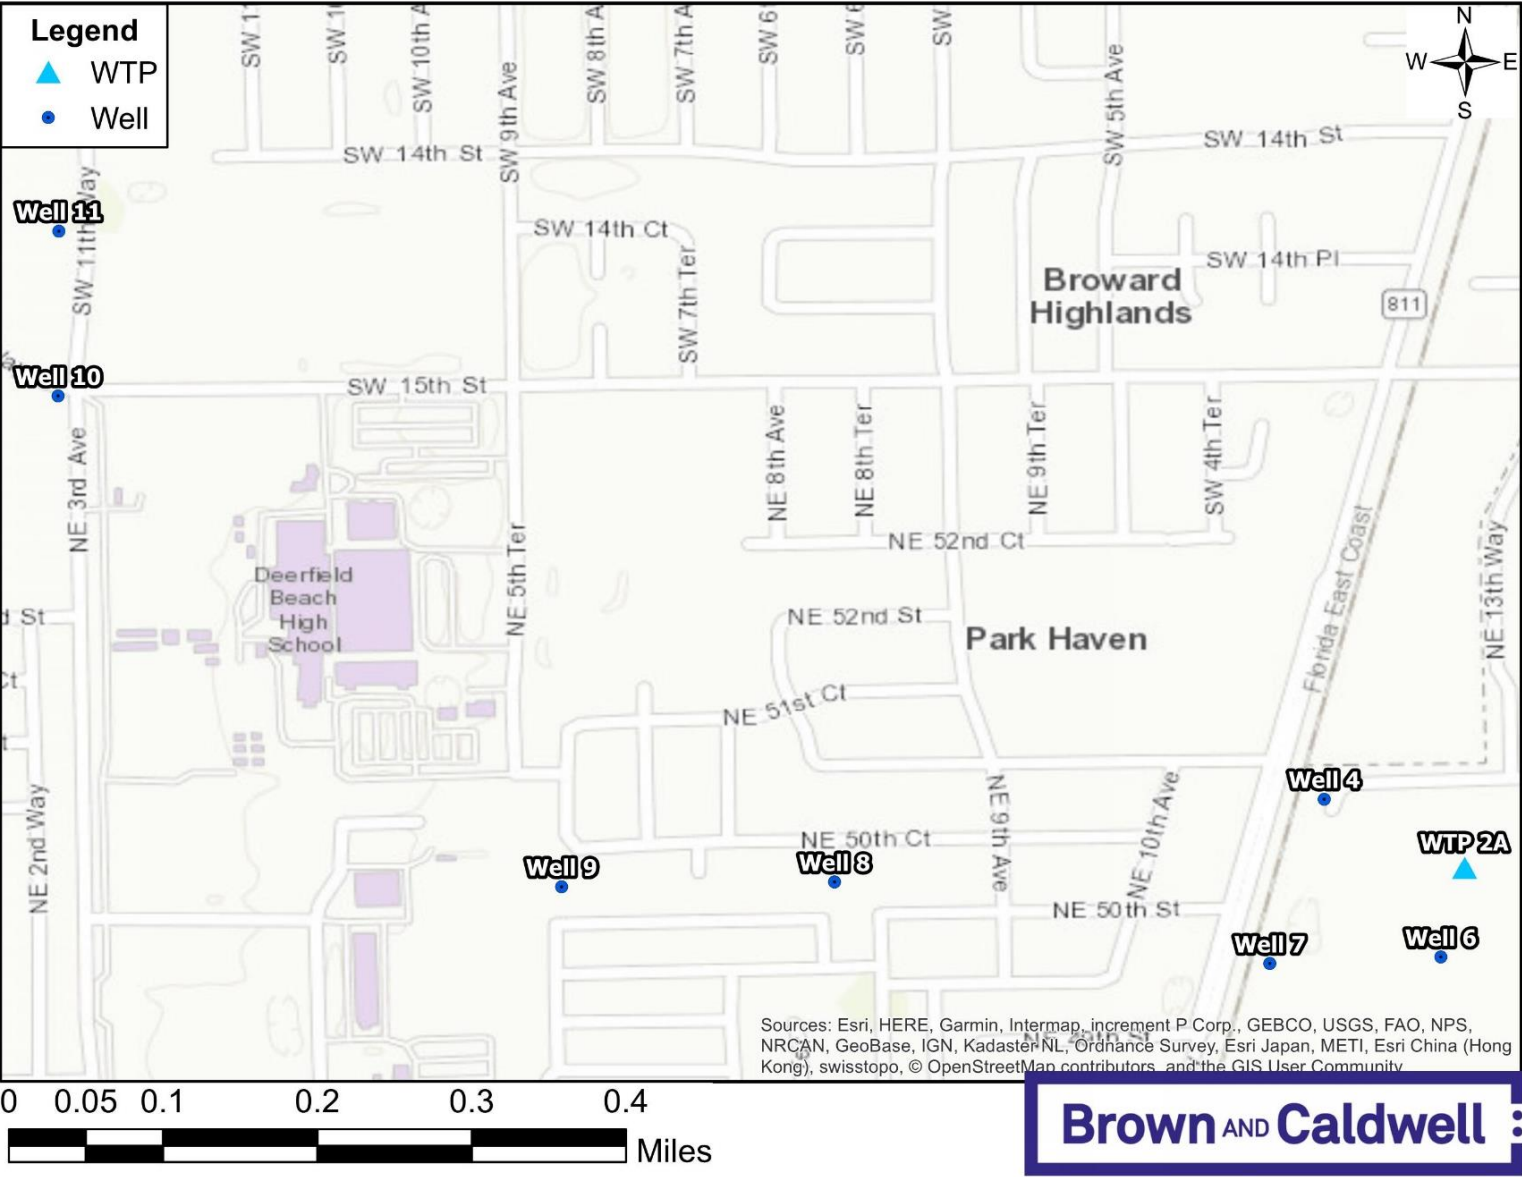 Legend
WTP
Well
N
W E
S
SW 10th A
SW 9th Ave
SW 8th A
SW 7th A
SW
SW 5th Ave
SW 14th St
SW 14th St
Well 11
SW 11th Way
SW 14th Ct
SW 7th Ter
SW 14th Pl
Broward
Highlands
811
Well 10
SW 15th St
NE 3rd Ave
NE 8th Ave
NE 8th Ter
NE 9th Ter
SW 4th Ter
NE 52nd Ct
Florida East Coast
NE 13th Way
NE 5th Ter
Deerfield
Beach
High
School
d St
NE 52nd St
Park Haven
Ct
NE 51st Ct
t
Well 4
NE 2nd Way
NE 9th Ave
NE 10th Ave
NE 50th Ct
WTP 2A
Well 9
Well 8
NE 50th St
Well 7
Well 6
Sources: Esri, HERE, Garmin, Intermap, increment P Corp., GEBCO, USGS, FAO, NPS,
NRCAN, GeoBase, IGN, Kadaster NL, Ordnance Survey, Esri Japan, METI, Esri China (Hong
Kong), swisstopo, © OpenStreetMap contributors, and the GIS User Community
0 0.05 0.1 0.2 0.3 0.4
Miles
Brown AND Caldwell